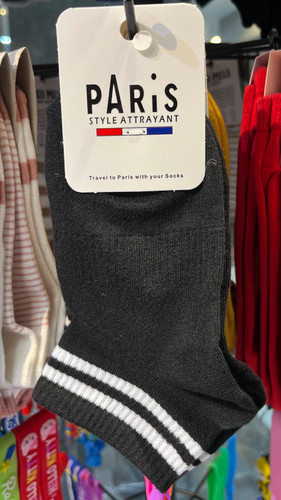 PARiS
STYLE ATTRAYANT
Travel to Paris with your Socks